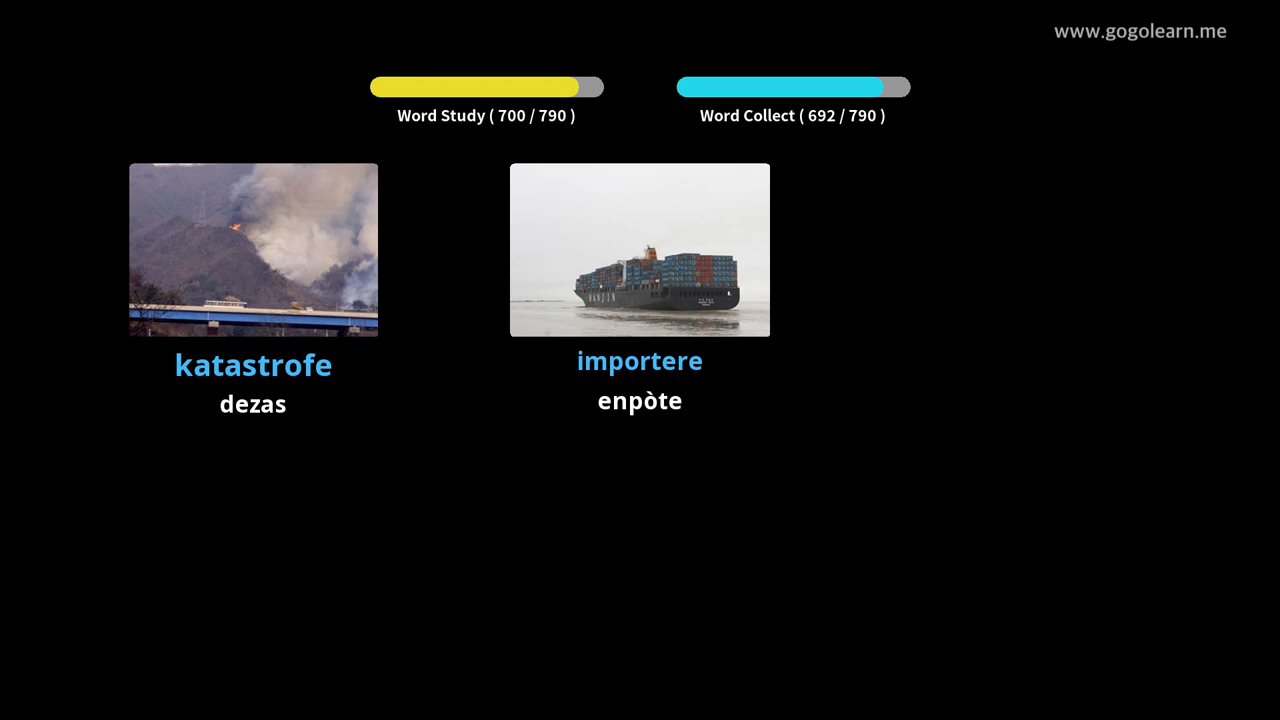 www.gogolearn.me
Word Study ( 700 / 790 )
Word Collect ( 692 / 790 )
katastrofe
dezas
importere
enpòte